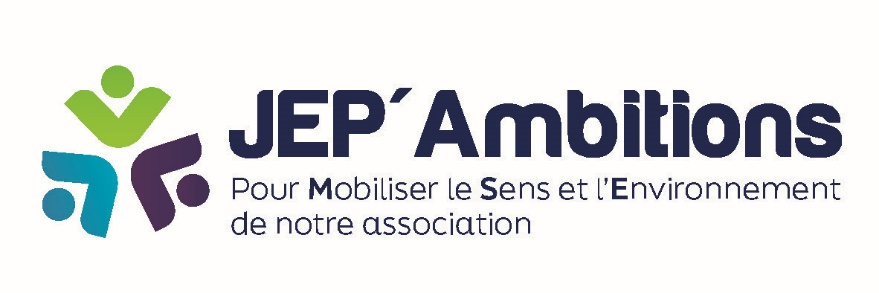 JEP´Ambitions
Pour Mobiliser le Sens et l'Environnement
de notre association